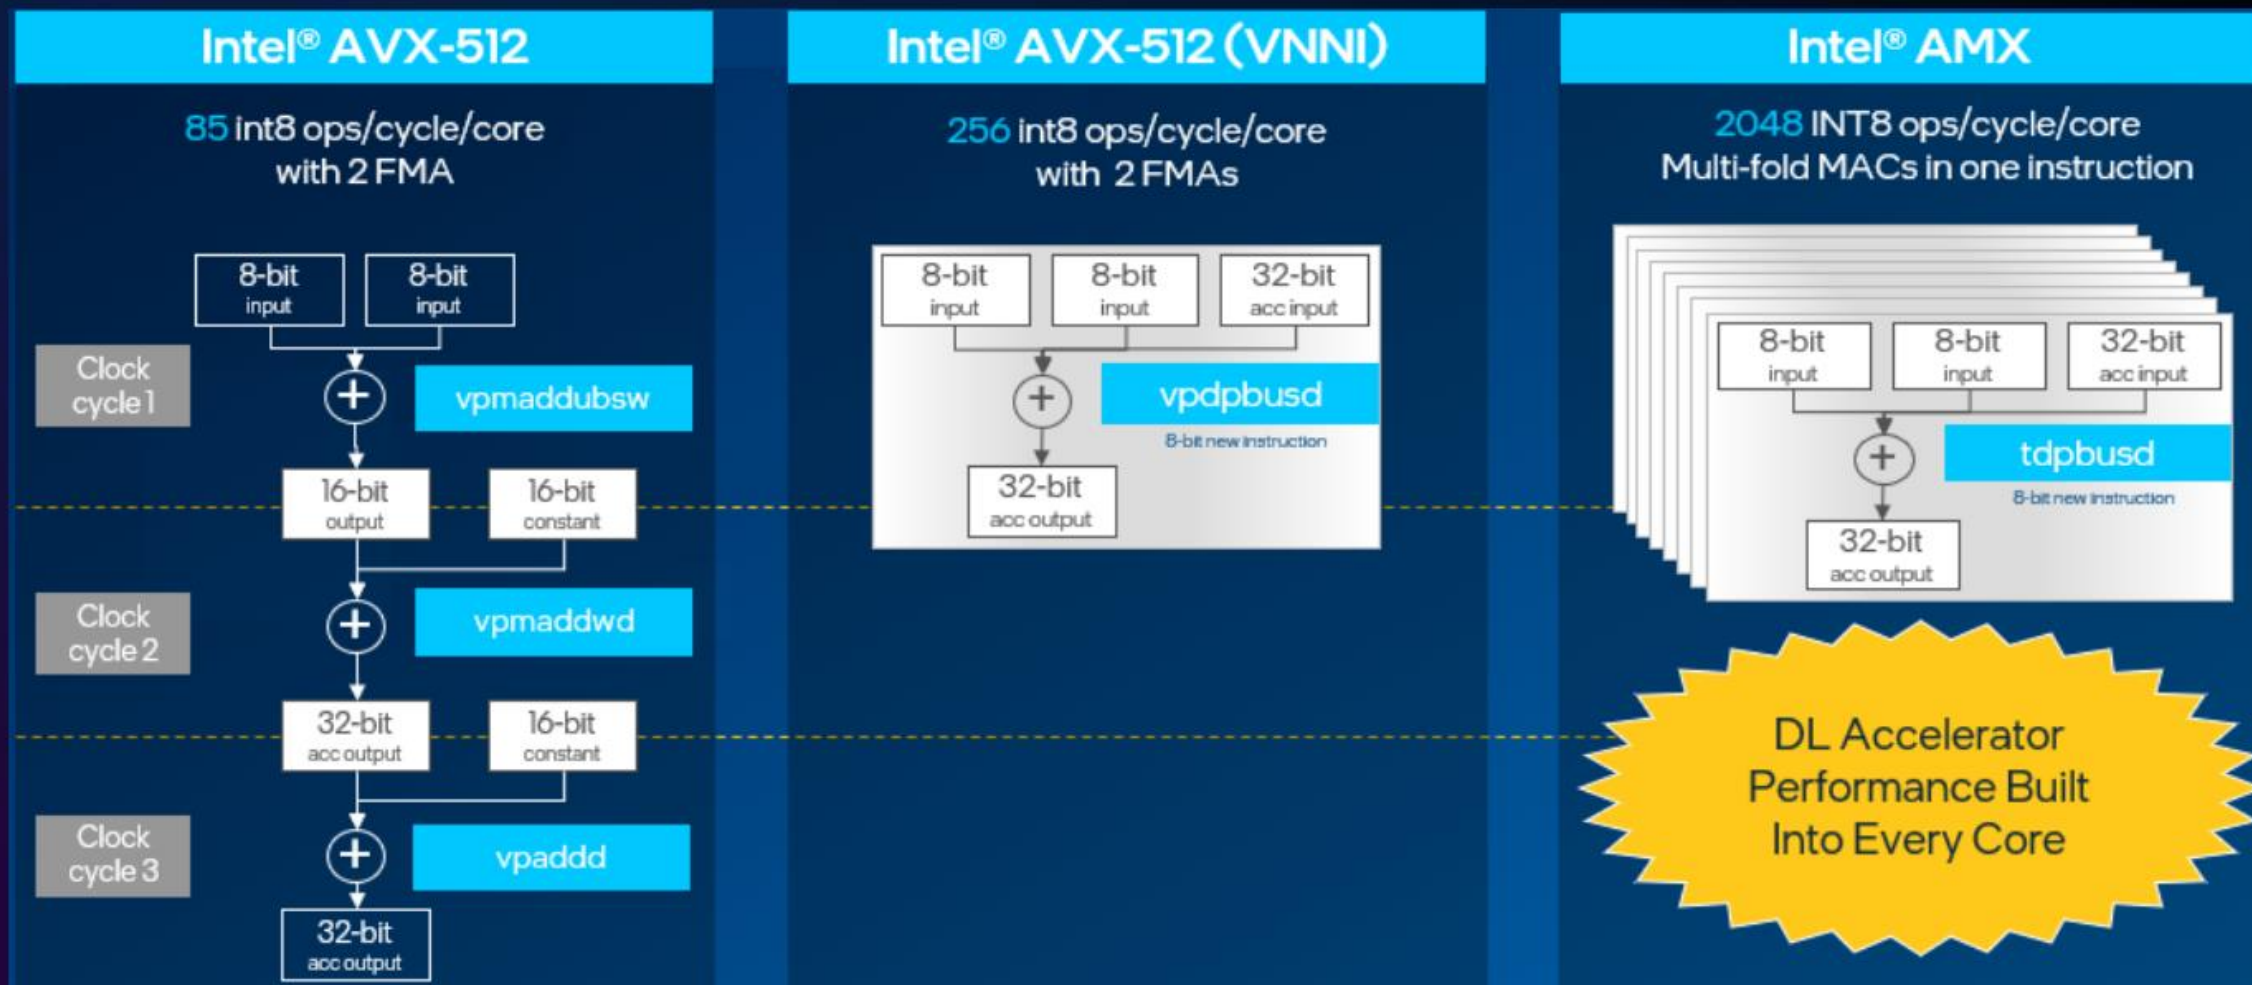 Intel® AVX-512
85 int8 ops/cycle/core
with 2 FMA
8-bit
input
8-bit
input
Clock
cycle 1
vpmaddubsw
16-bit
output
16-bit
constant
Clock
cycle 2
vpmaddwd
32-bit
acc output
16-bit
constant
Clock
cycle 3
vpaddd
32-bit
acc output
Intel® AVX-512 (VNNI)
256 int8 ops/cycle/core
with 2 FMAs
8-bit
input
8-bit
input
32-bit
acc input
vpdpbusd
8-bit new instruction
32-bit
acc output
Intel® AMX
2048 INT8 ops/cycle/core
Multi-fold MACs in one instruction
8-bit
input
8-bit
input
32-bit
acc input
tdpbusd
8-bit new instruction
32-bit
acc output
DL Accelerator
Performance Built
Into Every Core